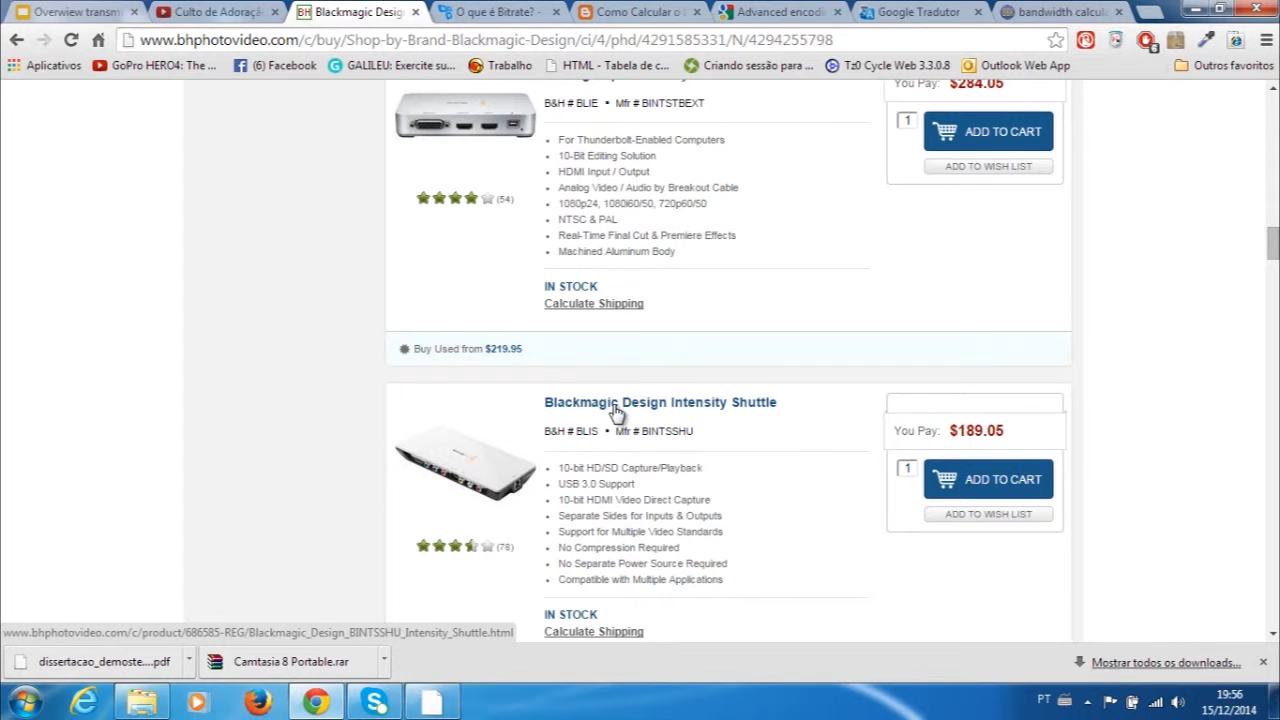 Overwiew transmi
Culto de Adoraçã
Blackmagic Desig
O que é Bitrate? -
Como Calcular o
Advanced encodi
Google Tradutor
bandwidth calcul
www.bhphotovideo.com/c/buy/Shop-by-Brand-Blackmagic-Design/ci/4/phd/4291585331/N/4294255798
Aplicativos
GoPro HERO4: The ...
(6) Facebook
GALILEU: Exercite su...
Trabalho
HTML - Tabela de c...
Criando sessão para ...
Tz0 Cycle Web 3.3.0.8
Outlook Web App
Outros favoritos
You Pay: $284.05
B&H # BLIE • Mfr # BINTSTBEXT
1 ADD TO CART
ADD TO WISH LIST
For Thunderbolt-Enabled Computers
10-Bit Editing Solution
HDMI Input / Output
Analog Video / Audio by Breakout Cable
1080p24, 1080i60/50, 720p60/50
NTSC & PAL
Real-Time Final Cut & Premiere Effects
Machined Aluminum Body
(54)
IN STOCK
Calculate Shipping
Buy Used from $219.95
Blackmagic Design Intensity Shuttle
B&H # BLIS • Mfr # BINTSSHU
You Pay: $189.05
1 ADD TO CART
ADD TO WISH LIST
10-bit HD/SD Capture/Playback
USB 3.0 Support
10-bit HDMI Video Direct Capture
Separate Sides for Inputs & Outputs
Support for Multiple Video Standards
No Compression Required
No Separate Power Source Required
Compatible with Multiple Applications
(78)
IN STOCK
Calculate Shipping
www.bhphotovideo.com/c/product/686585-REG/Blackmagic_Design_BINTSSHU_Intensity_Shuttle.html
dissertacao_demoste....pdf
Camtasia 8 Portable.rar
Mostrar todos os downloads...
PT
19:56
15/12/2014